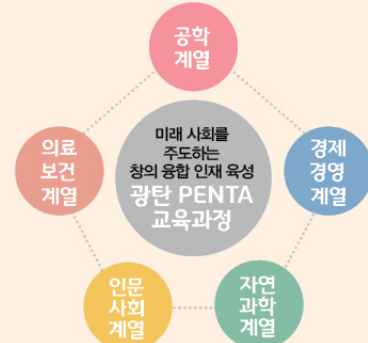 공학
계열
미래 사회를
주도하는
창의 융합 인재 육성
광탄 PENTA
교육과정
의료
보건
계열
경제
경영
계열
인문
사회
계열
자연
과학
계열